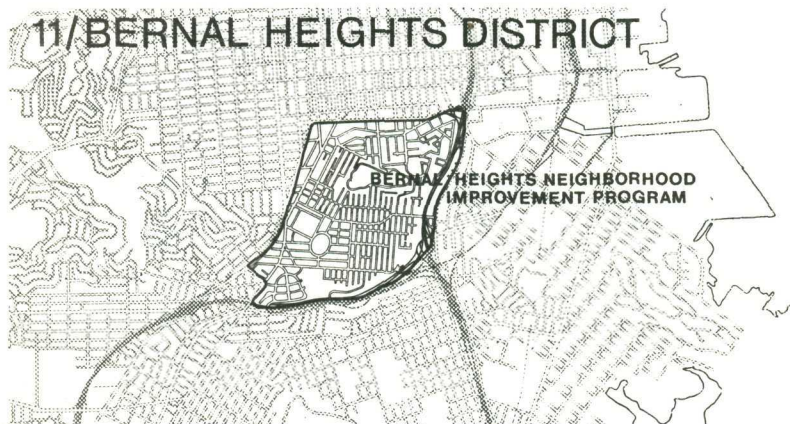 11/BERNAL HEIGHTS DISTRICT
BERNAL HEIGHTS NEIGHBORHOOD
IMPROVEMENT PROGRAM